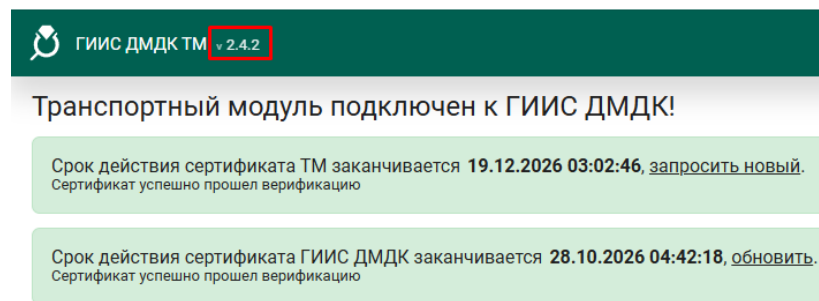 ГИИС ДМДК ТМ v 2.4.2
Транспортный модуль подключен к ГИИС ДМДК!
Срок действия сертификата ТМ заканчивается 19.12.2026 03:02:46, запросить новый.
Сертификат успешно прошел верификацию
Срок действия сертификата ГИИС ДМДК заканчивается 28.10.2026 04:42:18, обновить.
Сертификат успешно прошел верификацию